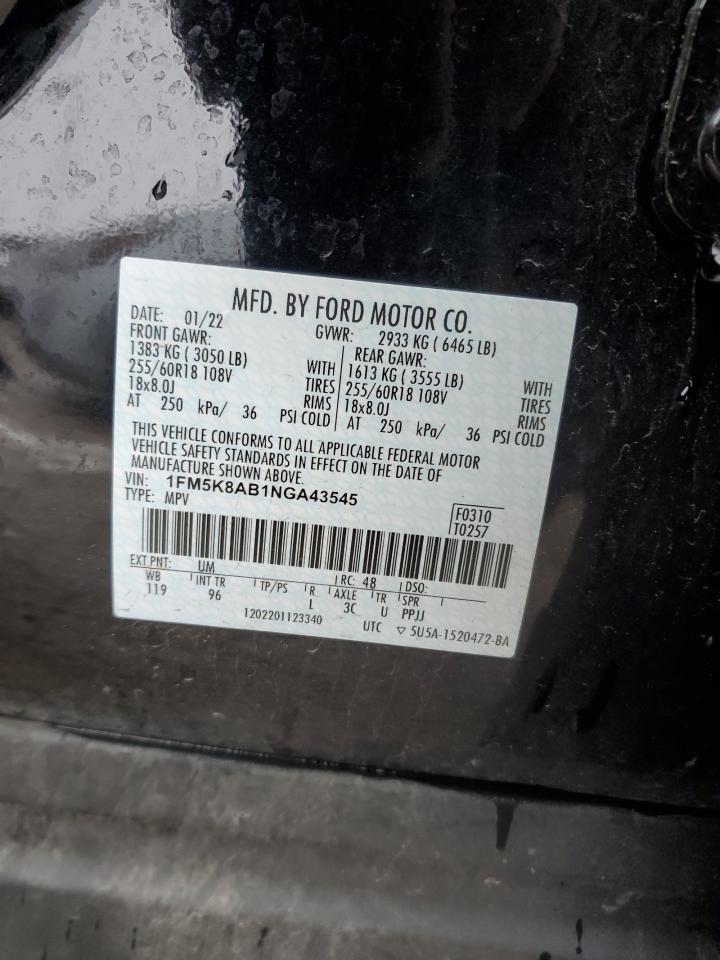 MFD. BY FORD MOTOR CO.
DATE: 01/22 GVWR: 2933 KG ( 6465 LB)
FRONT GAWR: REAR GAWR:
1383 KG ( 3050 LB) WITH 1613 KG ( 3555 LB) WITH
255/60R18 108V TIRES 255/60R18 108V TIRES
18x8.0J RIMS 18x8.0J RIMS
AT 250 kPa/ 36 PSI COLD AT 250 kPa/ 36 PSI COLD
THIS VEHICLE CONFORMS TO ALL APPLICABLE FEDERAL MOTOR
VEHICLE SAFETY STANDARDS IN EFFECT ON THE DATE OF
MANUFACTURE SHOWN ABOVE.
VIN: 1FM5K8AB1NGA43545
TYPE: MPV
F0310
T0257
EXT PNT: UM RC: 48 DSO:
WB INT TR TP/PS R AXLE TR SPR
119 96 L 3C U PPJJ
1202201123340
UTC ▽ 5U5A-1520472-BA